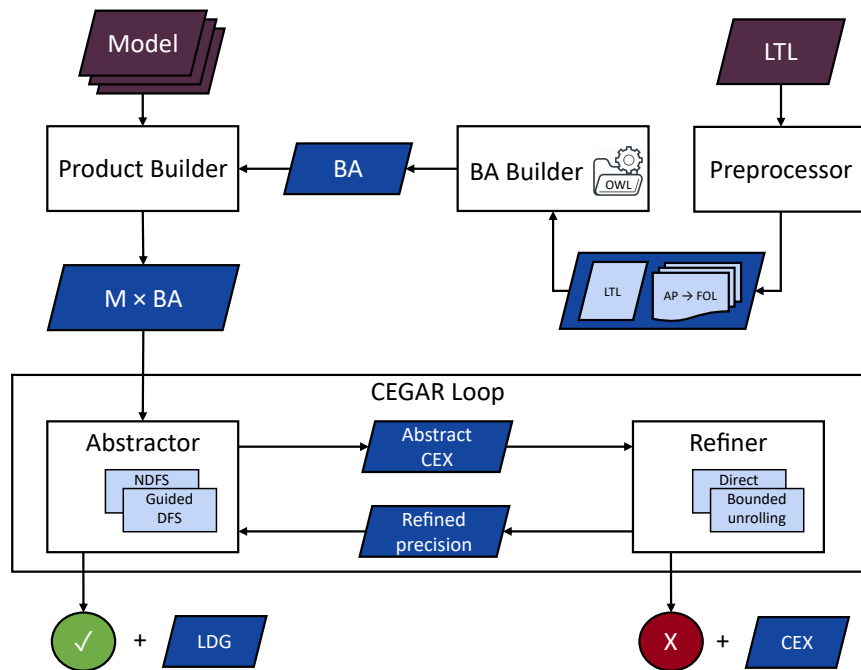 Model
LTL
Product Builder
BA
BA Builder
OWL
Preprocessor
M × BA
LTL
AP → FOL
CEGAR Loop
Abstractor
NDFS
Guided
DFS
Abstract
CEX
Refined
precision
Refiner
Direct
Bounded
unrolling
✓
+
LDG
X
+
CEX